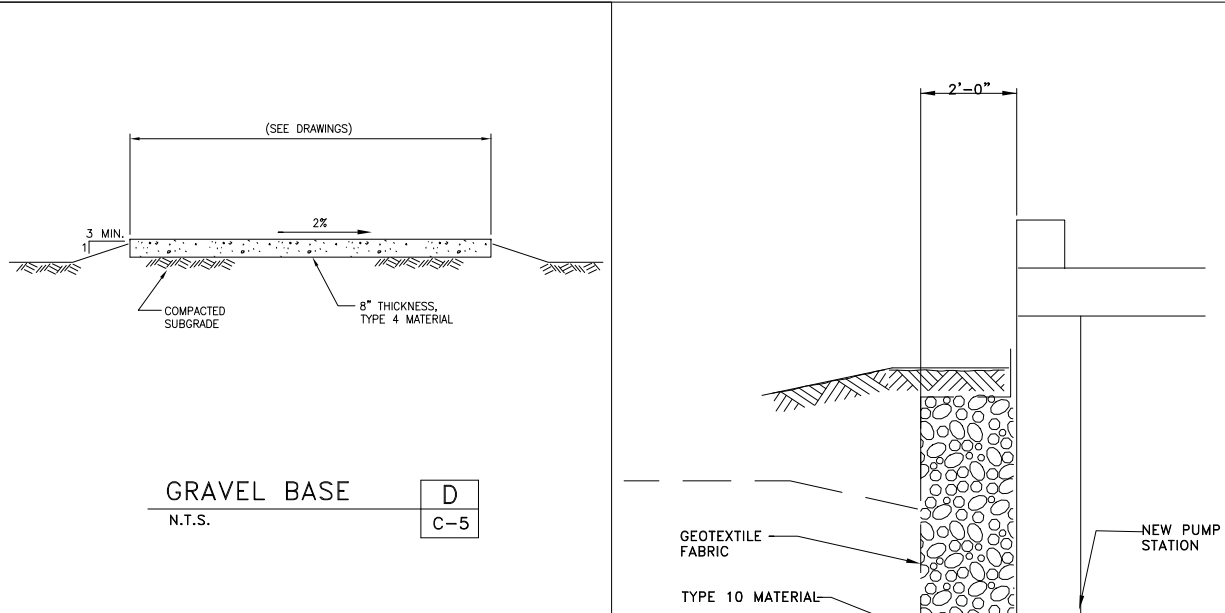 (SEE DRAWINGS)
2%
3 MIN.
1
COMPACTED
SUBGRADE
8" THICKNESS,
TYPE 4 MATERIAL
GRAVEL BASE
N.T.S.
D
C-5
2'-0"
GEOTEXTILE
FABRIC
TYPE 10 MATERIAL
NEW PUMP
STATION